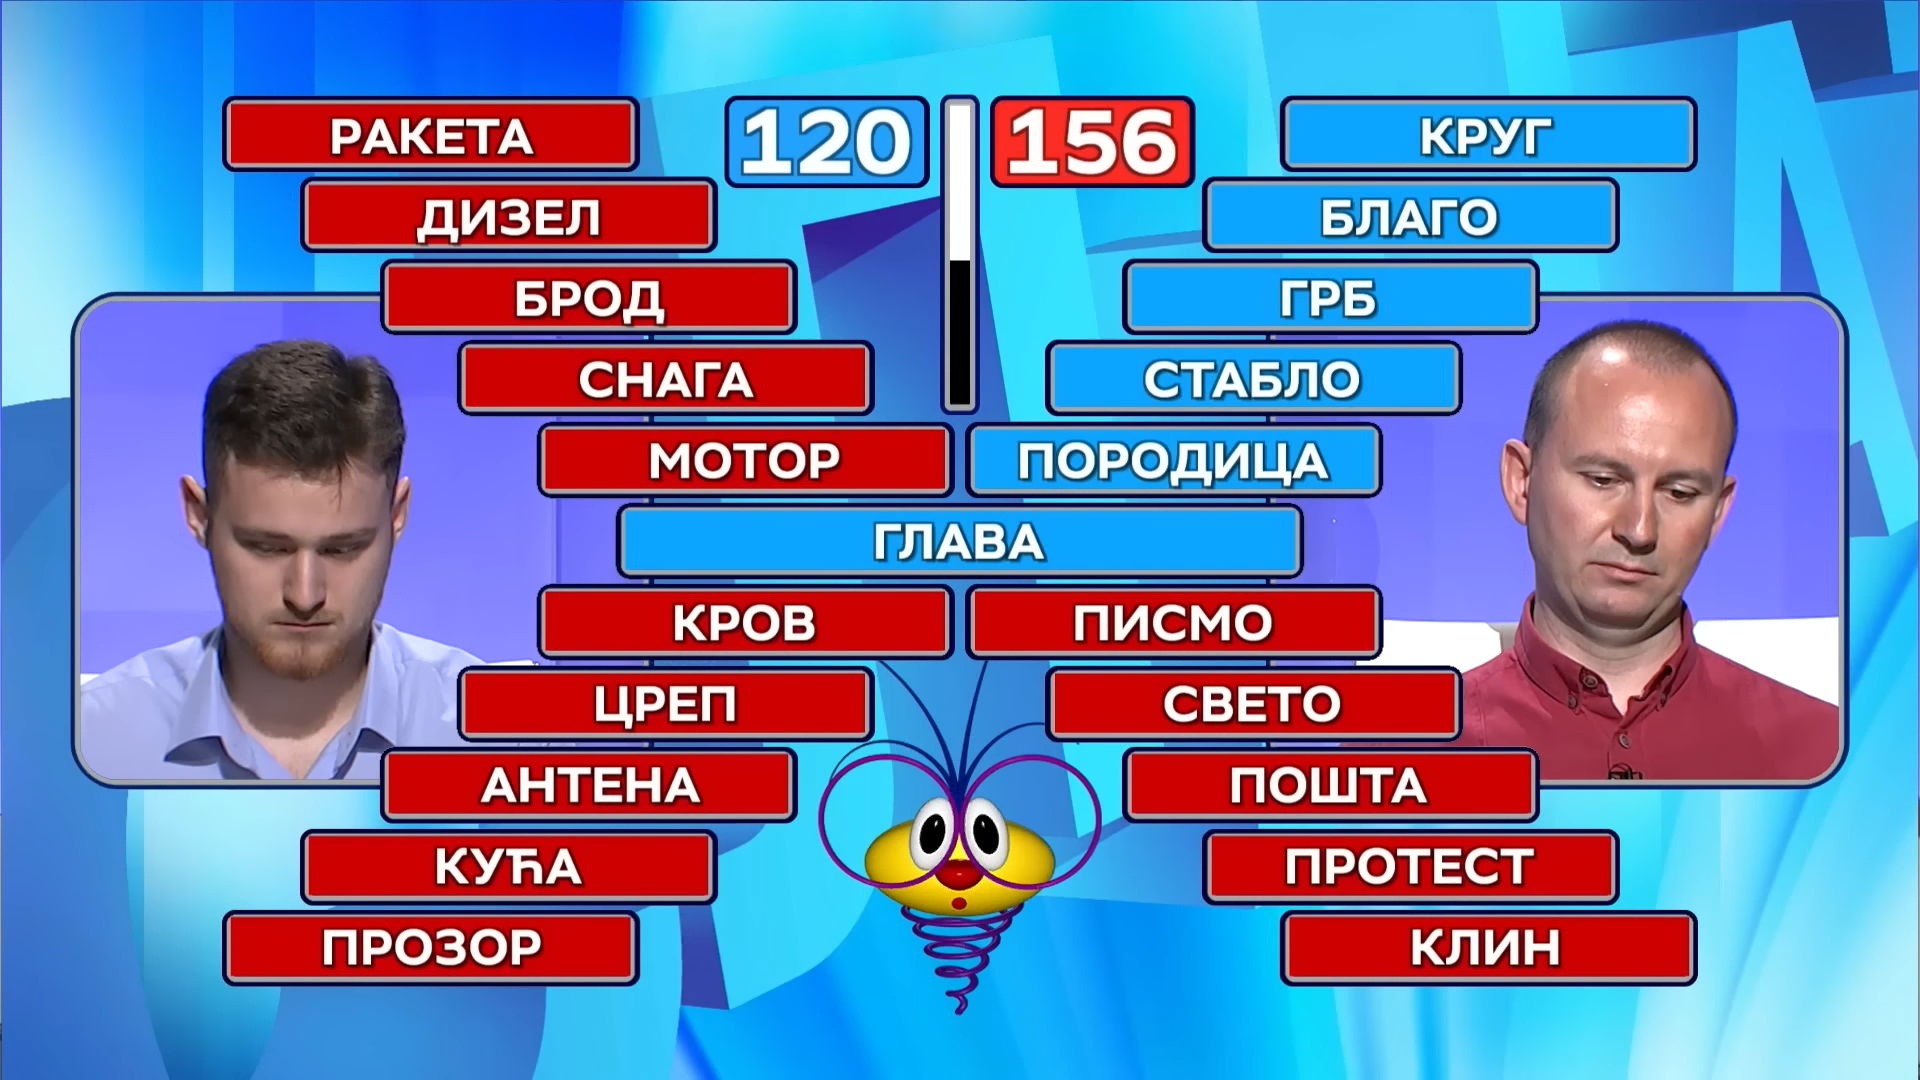 РАКЕТА
120
156
КРУГ
ДИЗЕЛ
БЛАГО
БРОД
ГРБ
СНАГА
СТАБЛО
МОТОР
ПОРОДИЦА
ГЛАВА
КРОВ
ПИСМО
ЦРЕП
СВЕТО
АНТЕНА
ПОШТА
КУЋА
ПРОТЕСТ
ПРОЗОР
КЛИН